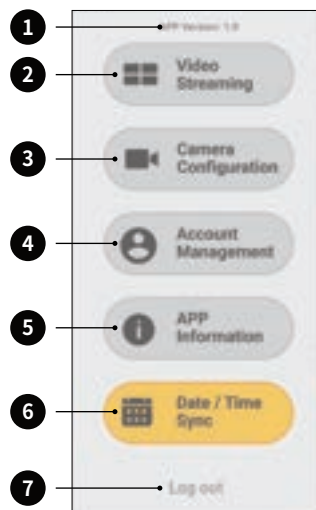 1
APP Version: 1.0
2
Video
Streaming
3
Camera
Configuration
4
Account
Management
5
APP
Information
6
Date / Time
Sync
7
Log out